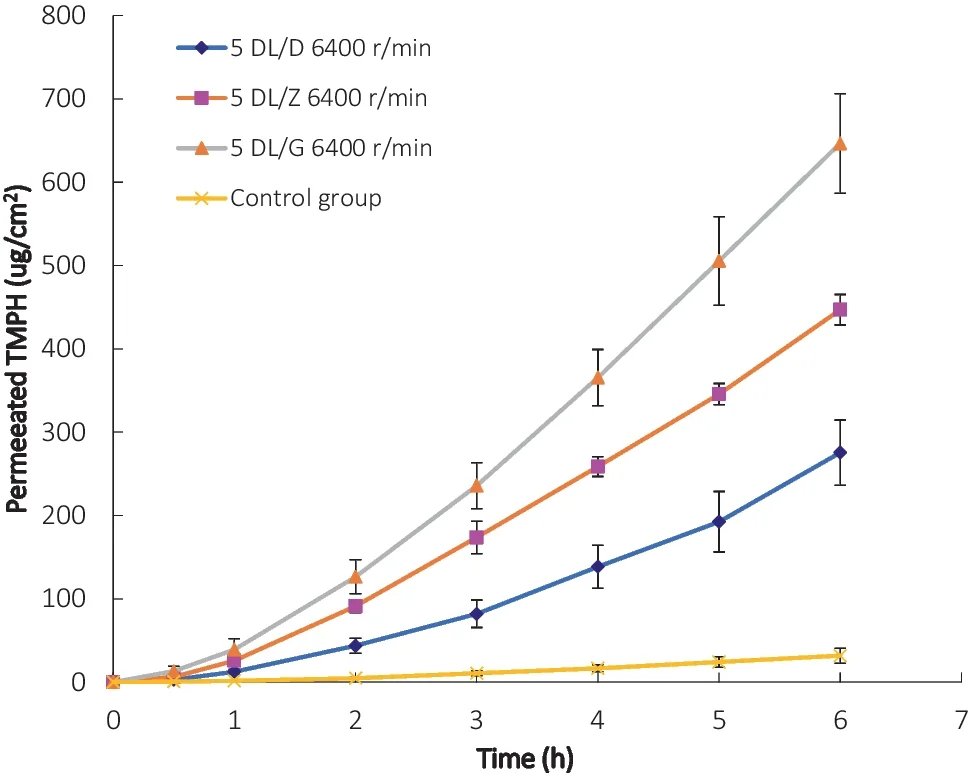 800
700
600
500
400
300
200
100
0
Permeeated TMPH (ug/cm2)
5 DL/D 6400 r/min
5 DL/Z 6400 r/min
5 DL/G 6400 r/min
Control group
0 1 2 3 4 5 6 7
Time (h)